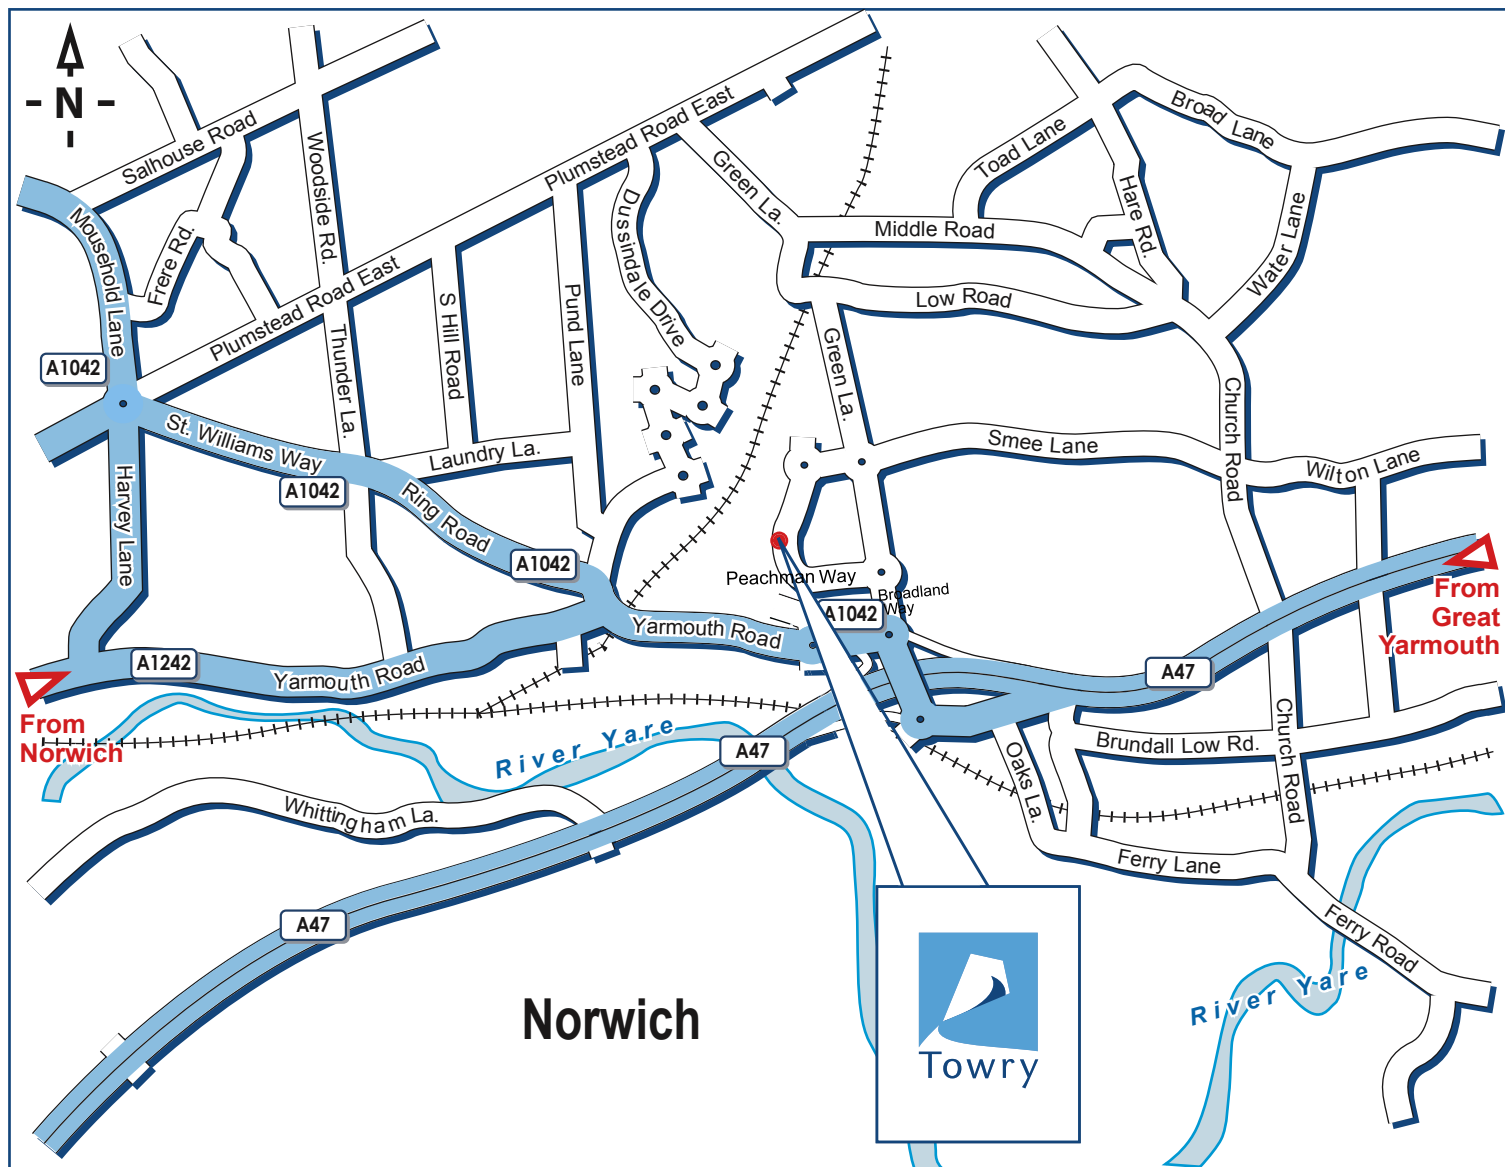 N
Salhouse Road
Woodside Rd.
Mousehold Lane
Frere Rd.
Plumstead Road East
Plumstead Road East
Green La.
Dussindale Drive
Toad Lane
Broad Lane
Hare Rd.
Water Lane
Middle Road
Low Road
A1042
Thunder La.
S Hill Road
Pund Lane
Green La.
Church Road
St. Williams Way
A1042
Laundry La.
Ring Road
Smee Lane
Wilton Lane
Harvey Lane
A1042
Peachman Way
Broadland
Way
A1042
Yarmouth Road
From
Great
Yarmouth
A1242
Yarmouth Road
A47
From
Norwich
River Yare
A47
Brundall Low Rd.
Church Road
Oaks La.
Whittingham La.
Ferry Lane
A47
Ferry Road
River Yare
Norwich
Towry